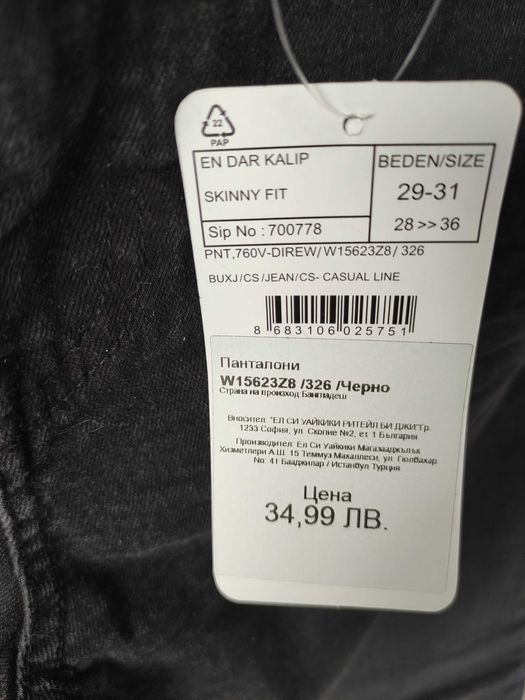 22
PAP
EN DAR KALIP
SKINNY FIT
Sip No : 700778
BEDEN/SIZE
29-31
28 >> 36
PNT,760V-DIREW/ W15623Z8/ 326
BUXJ/CS/JEAN/CS- CASUAL LINE
8 683106 025751
Панталони
W15623Z8 /326 /Черно
Страна на произход Бангладеш
Вносител: "ЕЛ СИ УАЙКИКИ РИТЕЙЛ БИ ДЖИ"Гр.
1233 София, ул. Скопие №2, ет. 1 България
Производител: Ел Си Уайкики Магазааджълък
Хизметлери А.Ш. 15 Теммуз Махаллеси, ул. Гюлбахар
No: 41 Бааджилар / Истанбул Турция
Цена
34,99 ЛВ.